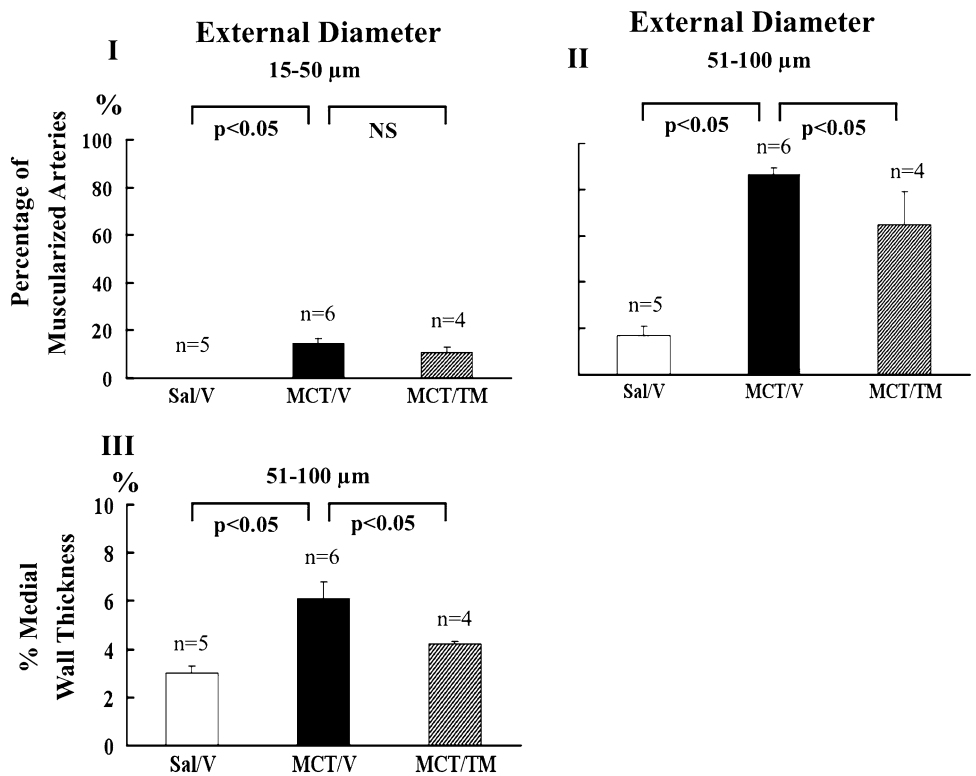 External Diameter
I
15-50 µm
%
p<0.05
NS
100
80
60
40
20
0
Percentage of
Muscularized Arteries
n=5
n=6
n=4
Sal/V
MCT/V
MCT/TM
External Diameter
II
51-100 µm
p<0.05
p<0.05
n=6
n=4
n=5
Sal/V
MCT/V
MCT/TM
III
%
51-100 µm
p<0.05
p<0.05
10
8
6
4
2
0
% Medial
Wall Thickness
n=5
n=6
n=4
Sal/V
MCT/V
MCT/TM